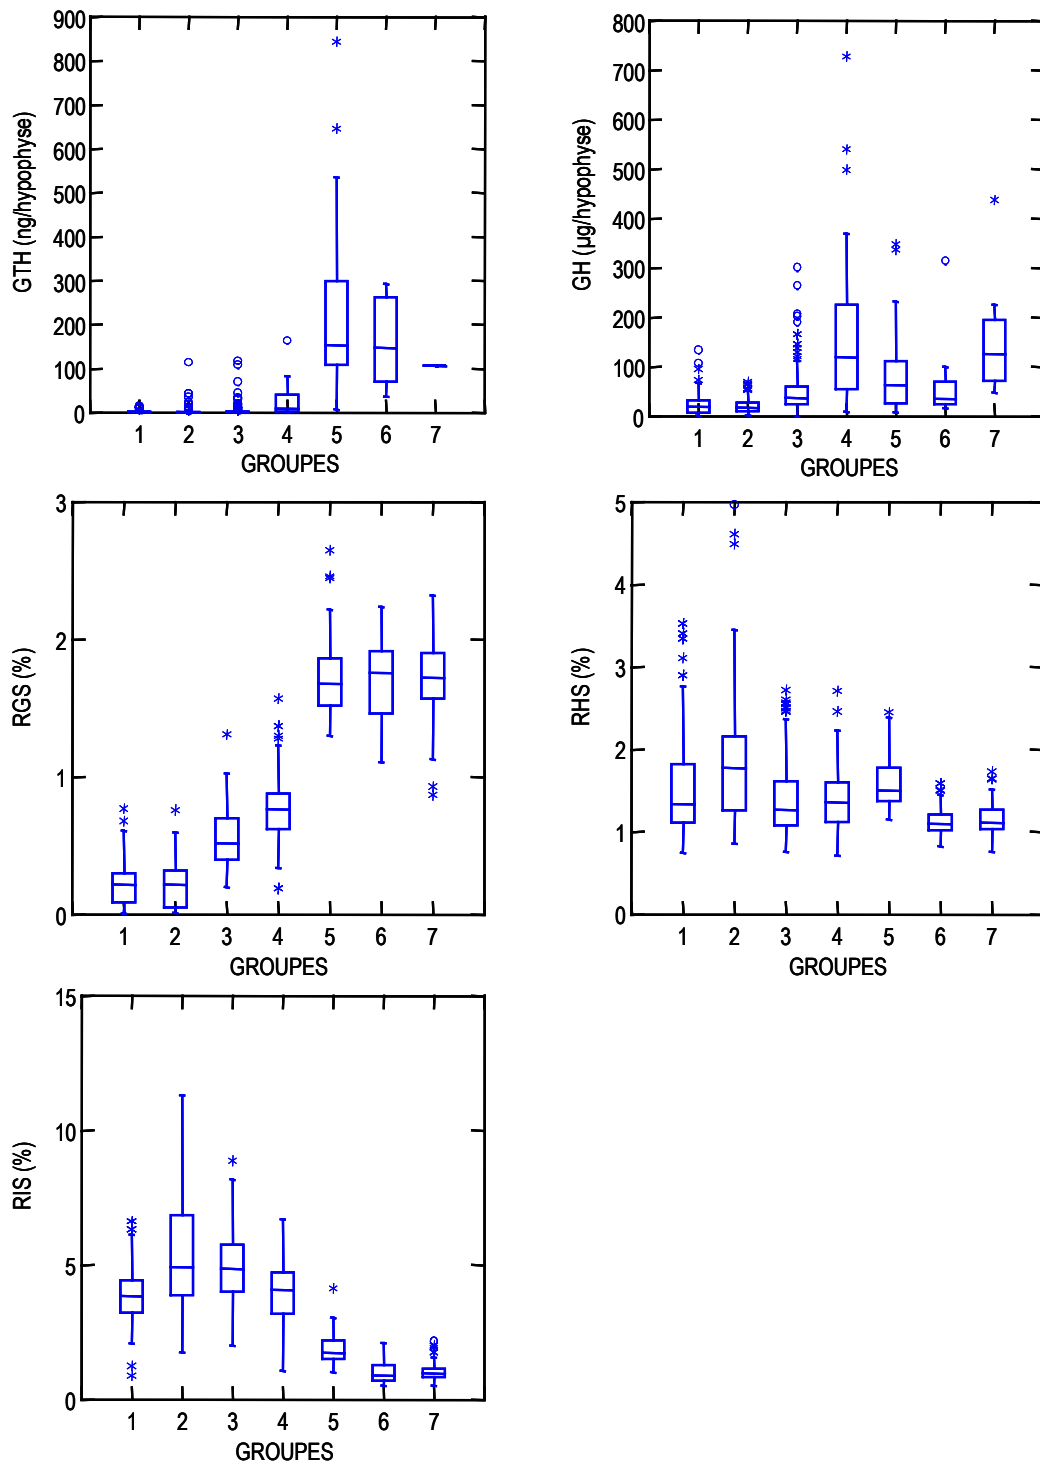 900
800
700
600
500
400
300
200
100
0
GTH (ng/hypophyse)
1 2 3 4 5 6 7
GROUPES
800
700
600
500
400
300
200
100
0
GH (µg/hypophyse)
1 2 3 4 5 6 7
GROUPES
3
2
1
0
RGS (%)
1 2 3 4 5 6 7
GROUPES
5
4
3
2
1
0
RHS (%)
1 2 3 4 5 6 7
GROUPES
15
10
5
0
RIS (%)
1 2 3 4 5 6 7
GROUPES